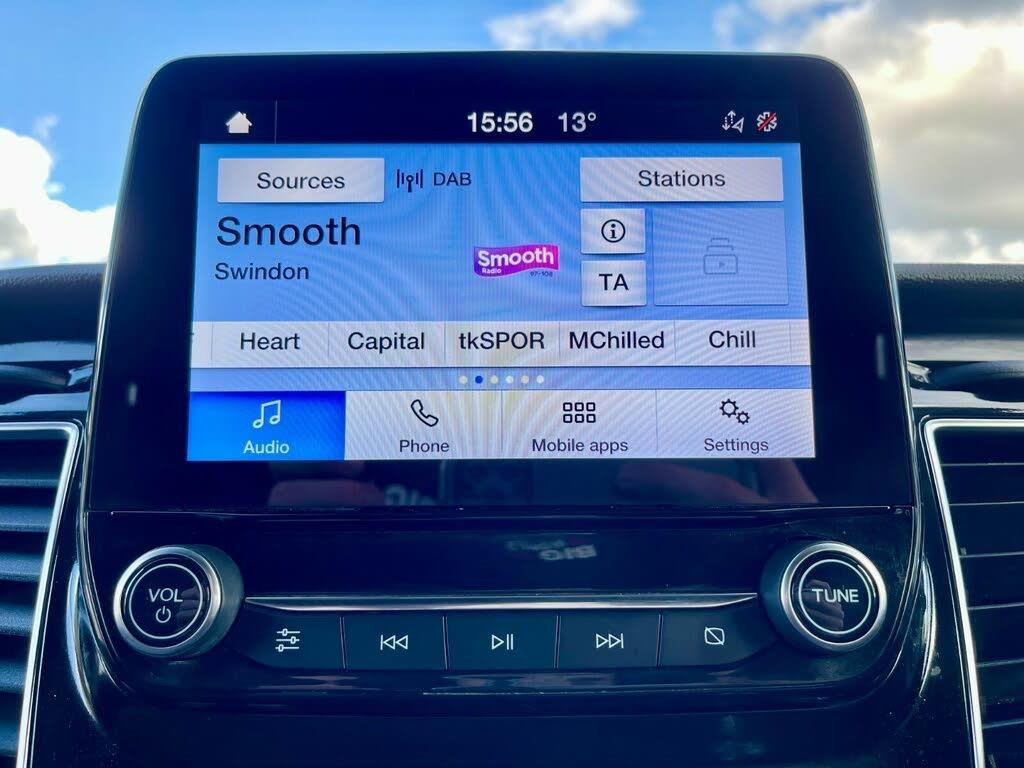 15:56 13°
Sources DAB Stations
Smooth
Swindon
Smooth
Radio 97-108
TA
Heart Capital tkSPOR MChilled Chill
Audio Phone Mobile apps Settings
BIG
VOL TUNE